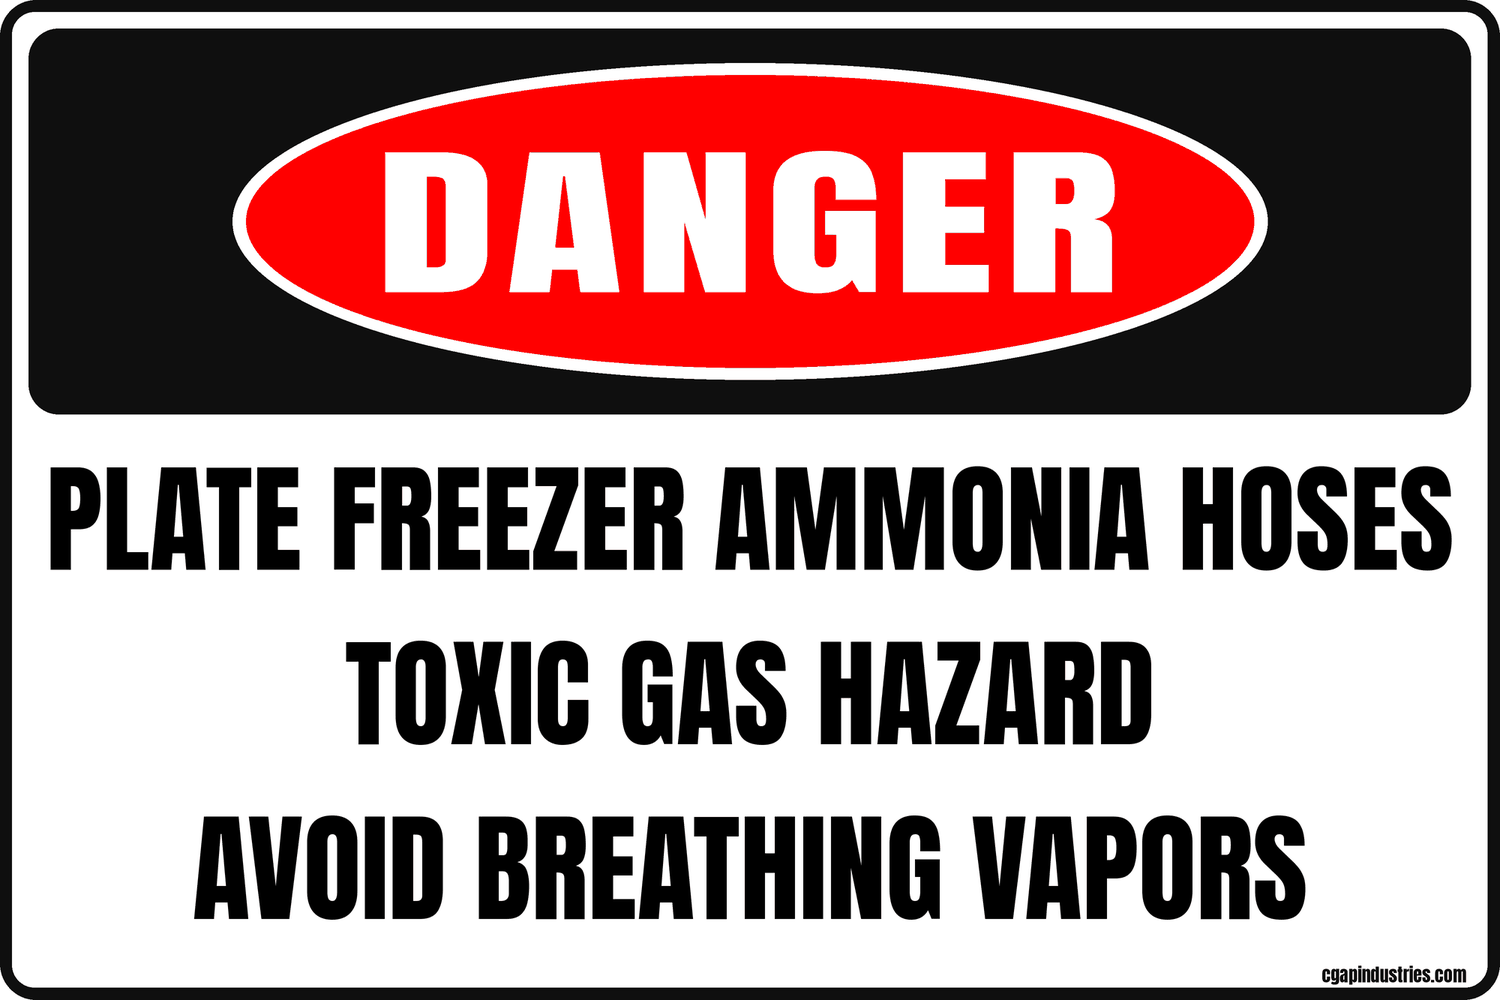 DANGER
PLATE FREEZER AMMONIA HOSES
TOXIC GAS HAZARD
AVOID BREATHING VAPORS
cgapindustries.com